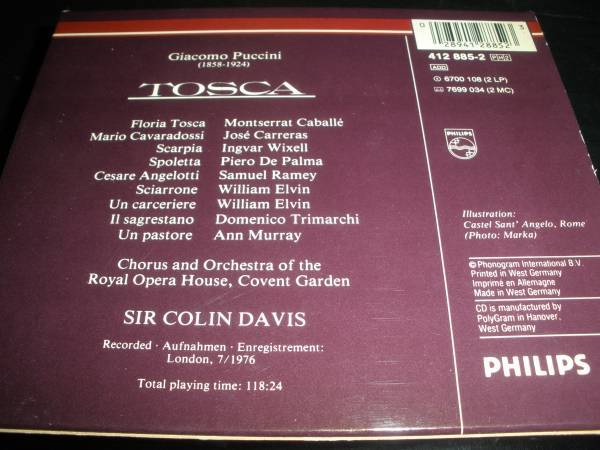 Giacomo Puccini
(1858-1924)
TOSCA
Floria Tosca Montserrat Caballé
Mario Cavaradossi José Carreras
Scarpia Ingvar Wixell
Spoletta Piero De Palma
Cesare Angelotti Samuel Ramey
Sciarrone William Elvin
Un carceriere William Elvin
Il sagrestano Domenico Trimarchi
Un pastore Ann Murray
Chorus and Orchestra of the
Royal Opera House, Covent Garden
SIR COLIN DAVIS
Recorded · Aufnahmen · Enregistrement:
London, 7/1976
Total playing time: 118:24
0 3
28941 28852
412 885-2 PH2
ADD
6700 108 (2 LP)
7699 034 (2 MC)
PHILIPS
Illustration:
Castel Sant' Angelo, Rome
(Photo: Marka)
© Phonogram International B.V.
Printed in West Germany
Imprimé en Allemagne
Made in West Germany
CD is manufactured by
PolyGram in Hanover,
West Germany
PHILIPS